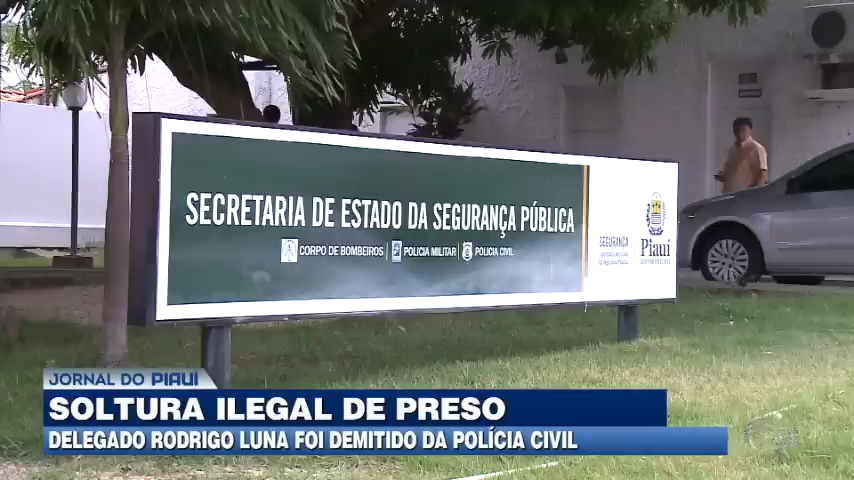 SECRETARIA DE ESTADO DA SEGURANÇA PÚBLICA
CORPO DE BOMBEIROS POLÍCIA MILITAR POLÍCIA CIVIL
SEGURANÇA
Piauí
JORNAL DO PIAUÍ
SOLTURA ILEGAL DE PRESO
DELEGADO RODRIGO LUNA FOI DEMITIDO DA POLÍCIA CIVIL